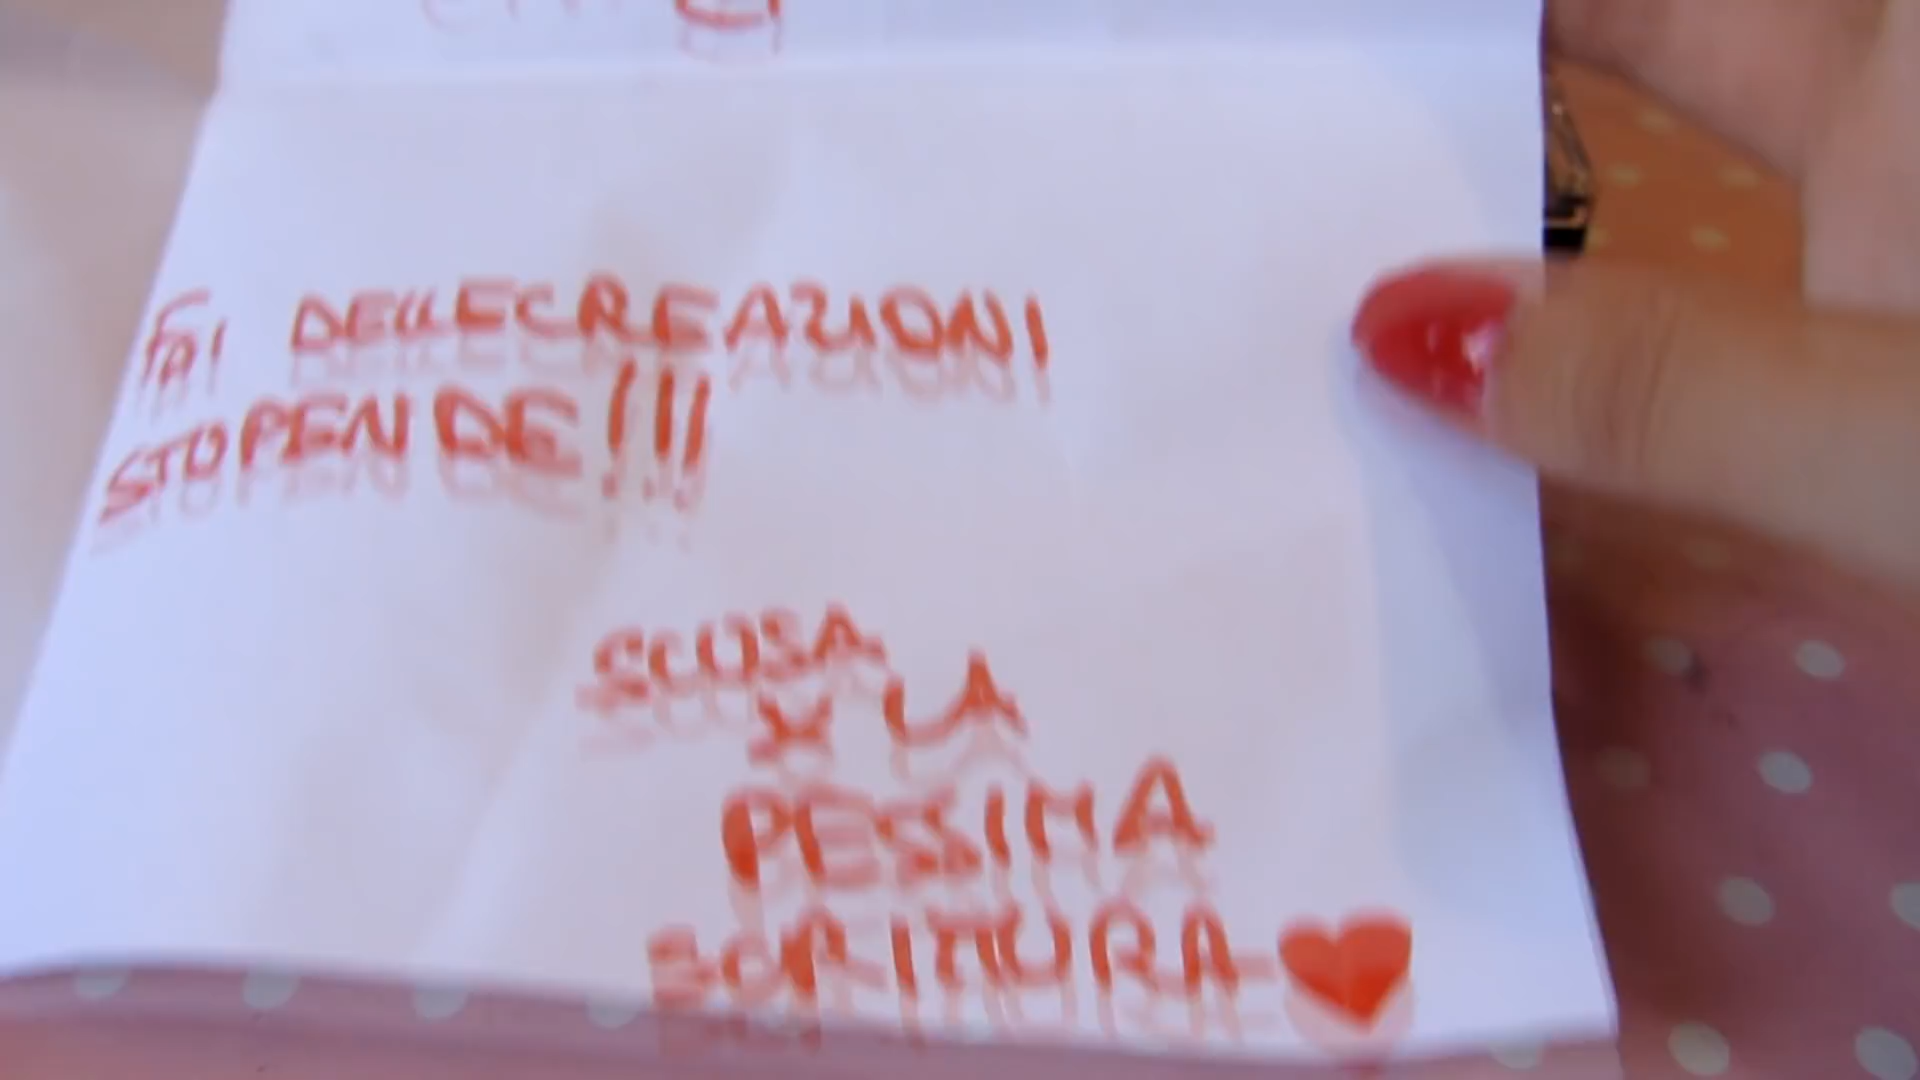 FAI DELLE CREAZIONI
STUPENDE!!!
SCUSA
X LA
PESSIMA
SCRITTURA